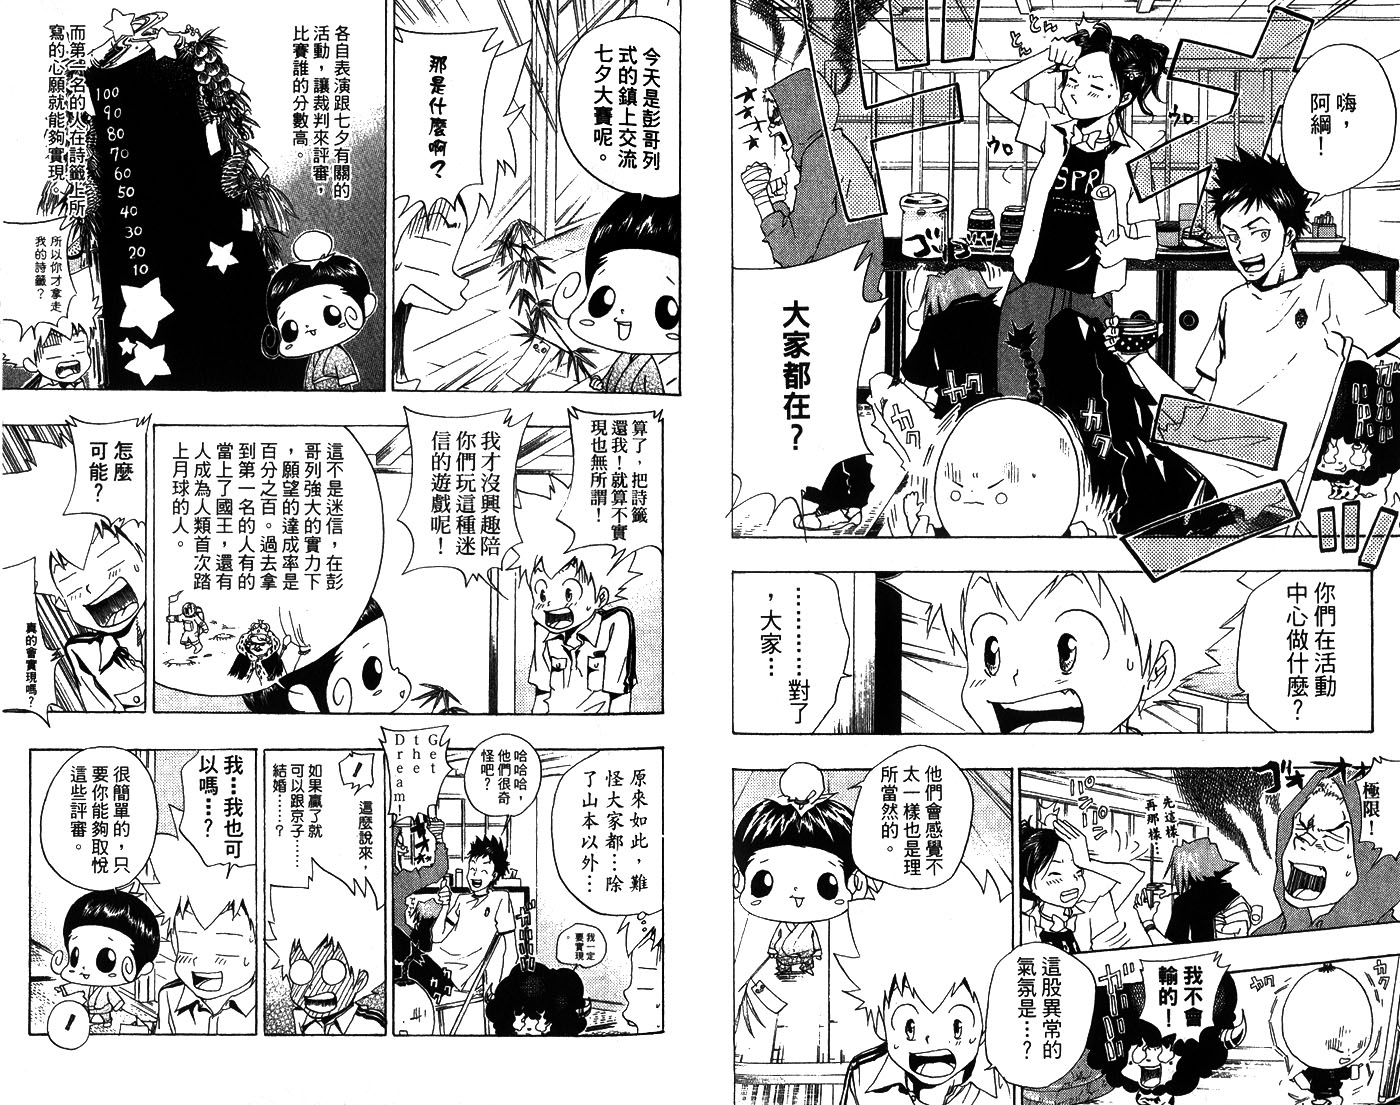 嗨，
阿綱！
ウロ
ウロ
SPR
ゴゴ
大家都在？
カッ
カッ
カク
カク
你們在活動
中心做什麼？
…………對了
，大家…
極限！
先這樣…
再那樣…
他們會感覺不
太一樣也是理
所當然的。
我不會
輸的！
這股異常的
氣氛是…？
今天是彭哥列
式的鎮上交流
七夕大賽呢。
那是什麼啊？
各自表演跟七夕有關的
活動，讓裁判來評審，
比賽誰的分數高。
100
90
80
70
60
50
40
30
20
10
而第一名的人在詩籤上所
寫的心願就能夠實現。
所以你才拿走
我的詩籤？
算了，把詩籤
還我！就算不實
現也無所謂！
我才沒興趣陪
你們玩這種迷
信的遊戲呢！
這不是迷信，在彭
哥列強大的實力下
，願望的達成率是
百分之百。過去拿
到第一名的人有的
當上了國王，還有
人成為人類首次踏
上月球的人。
怎麼
可能？
真的會實現嗎？
原來如此，難
怪大家都…除
了山本以外…
我一定
要實現
。
哈哈哈，
他們很奇
怪吧？
Get
the
Dream!
這麼說來，
！
如果贏了就
可以跟京子……
結婚……？
我…我也可
以嗎…？
很簡單的，只
要你能夠取悅
這些評審。
！